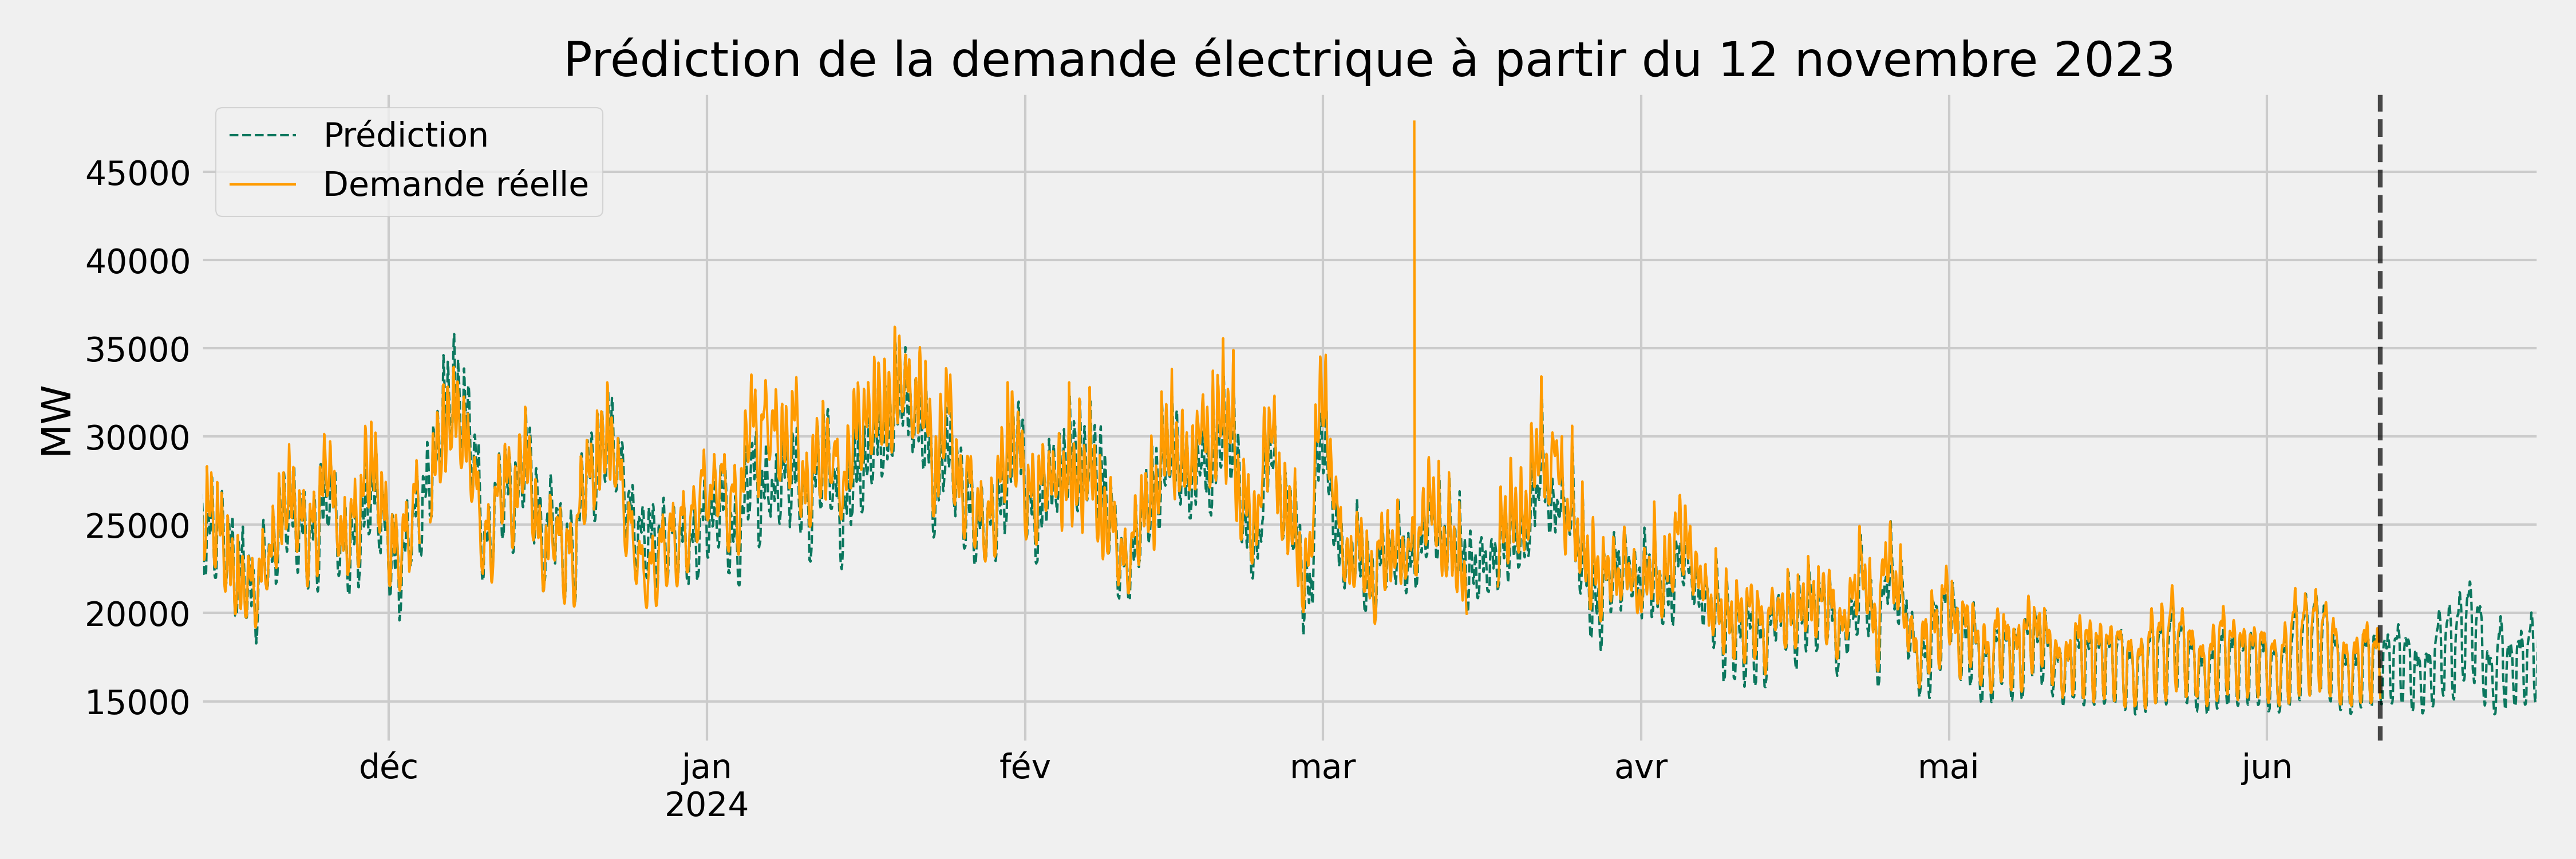 Prédiction de la demande électrique à partir du 12 novembre 2023
Prédiction
Demande réelle
MW
45000
40000
35000
30000
25000
20000
15000
déc
jan
2024
fév
mar
avr
mai
jun